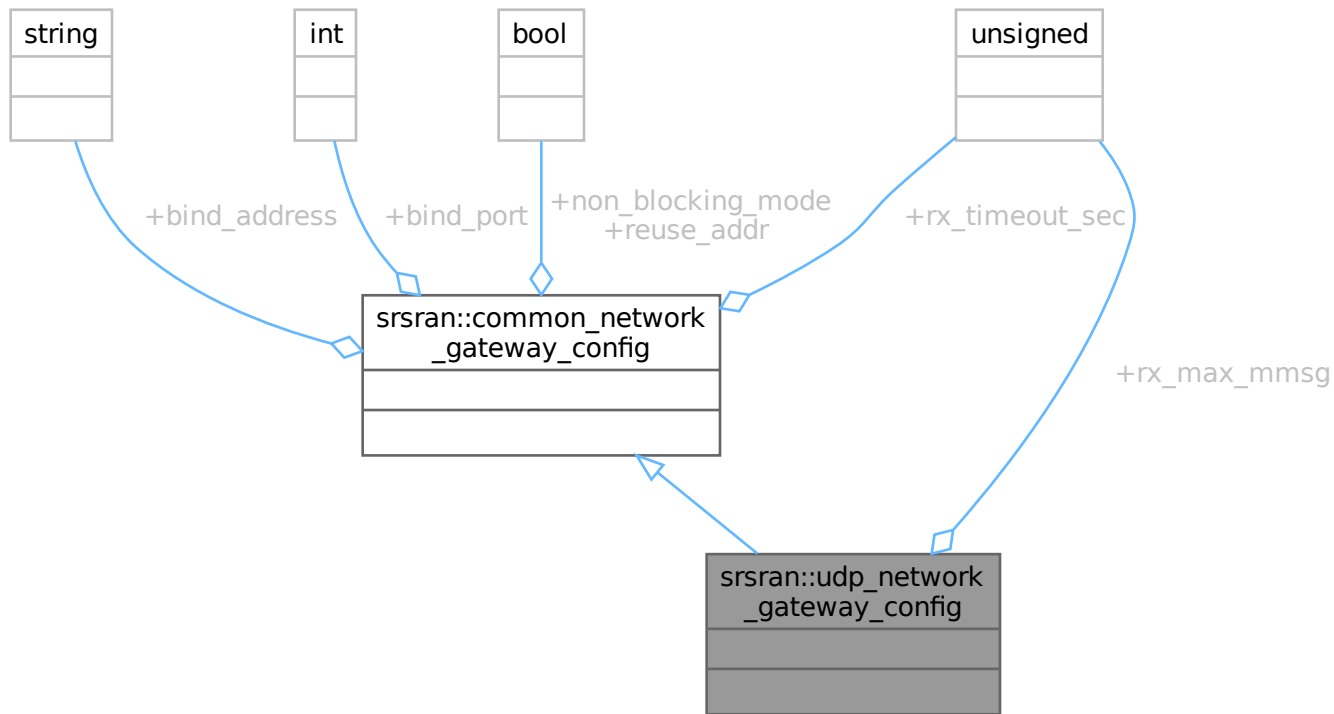 string
int
bool
unsigned
+bind_address
+bind_port
+non_blocking_mode
+reuse_addr
+rx_timeout_sec
srsran::common_network
_gateway_config
+rx_max_mmsg
srsran::udp_network
_gateway_config